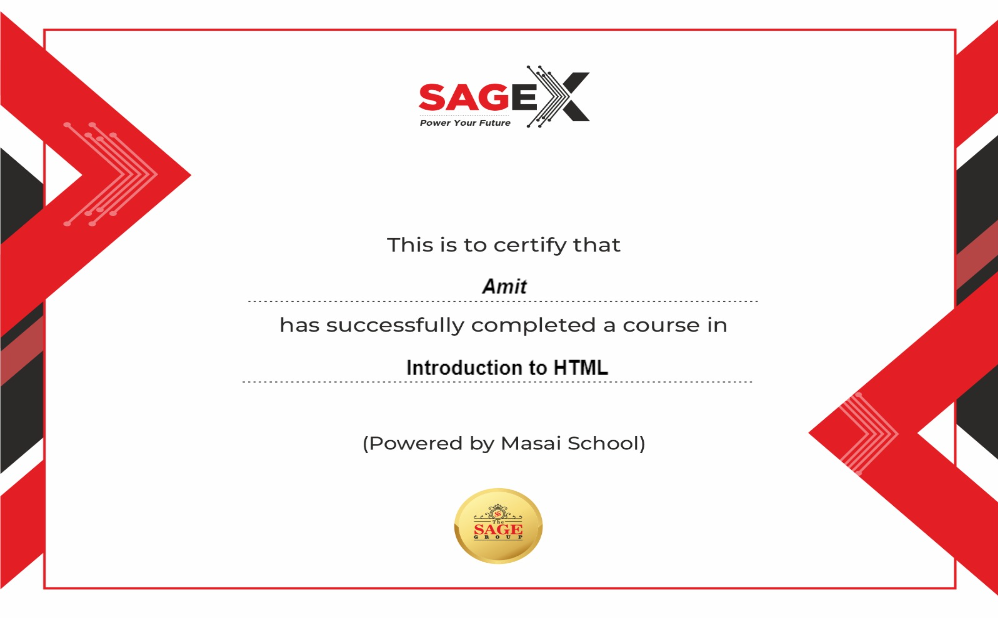 SAGE X
Power Your Future
This is to certify that
Amit
has successfully completed a course in
Introduction to HTML
(Powered by Masai School)
The
SAGE
GROUP